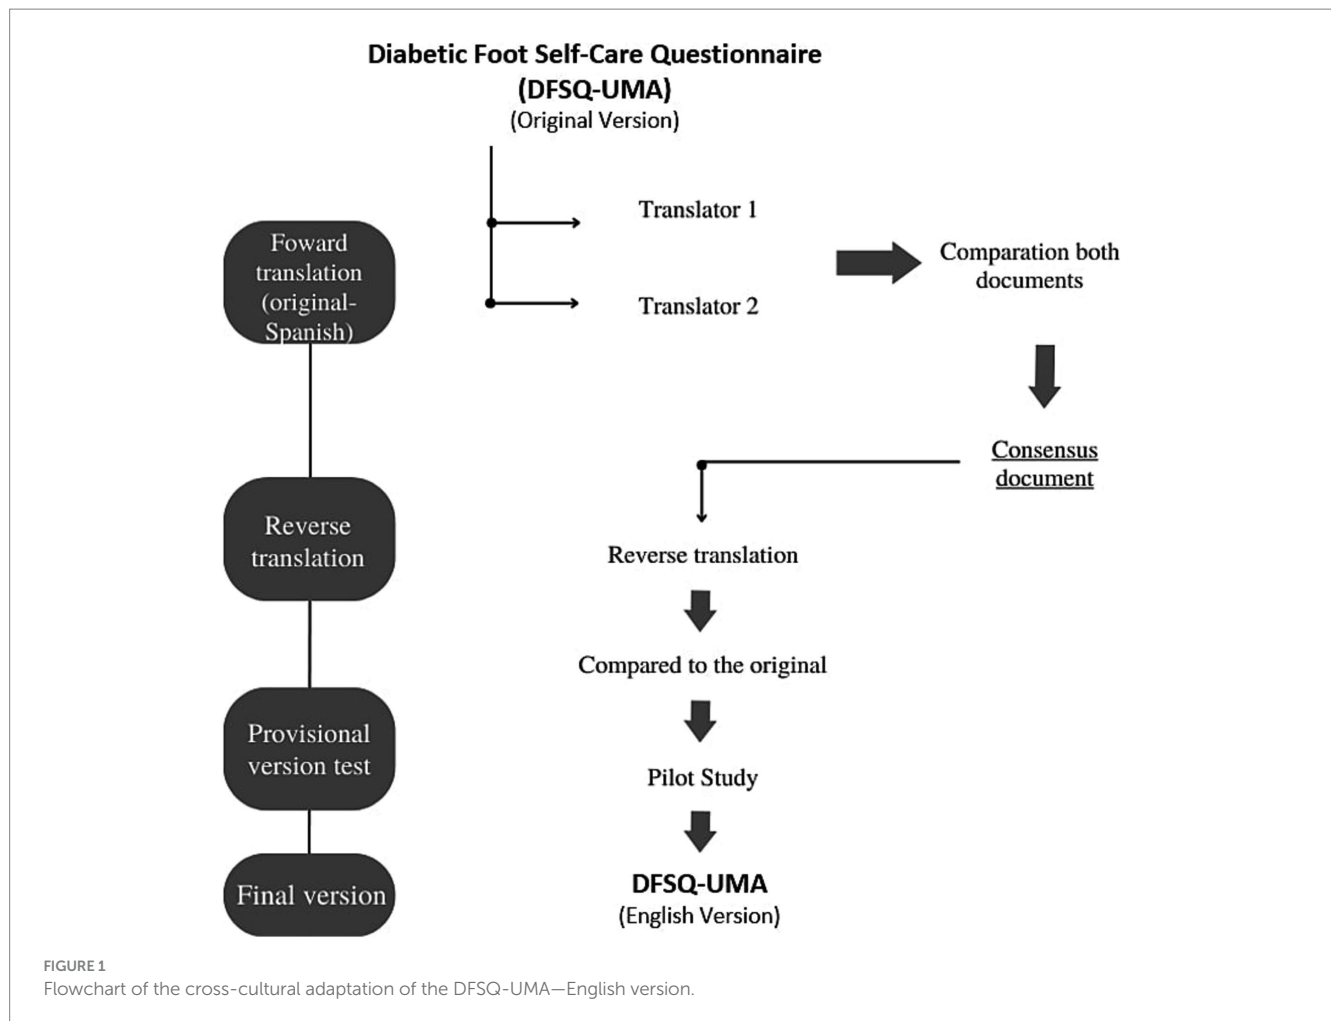 Diabetic Foot Self-Care Questionnaire
(DFSQ-UMA)
(Original Version)
Foward
translation
(original-
Spanish)
Translator 1
Translator 2
Comparation both
documents
Consensus
document
Reverse
translation
Reverse translation
Compared to the original
Provisional
version test
Pilot Study
Final version
DFSQ-UMA
(English Version)
FIGURE 1
Flowchart of the cross-cultural adaptation of the DFSQ-UMA—English version.